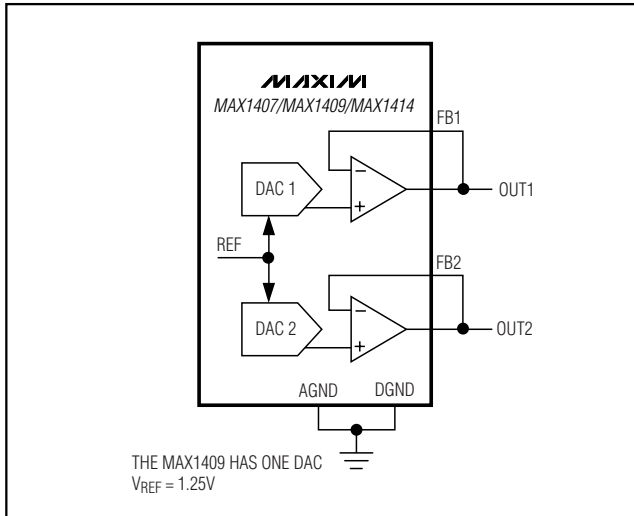 MAXIM
MAX1407/MAX1409/MAX1414
FB1
DAC 1
−
+
OUT1
REF
FB2
DAC 2
−
+
OUT2
AGND DGND
THE MAX1409 HAS ONE DAC
VREF = 1.25V